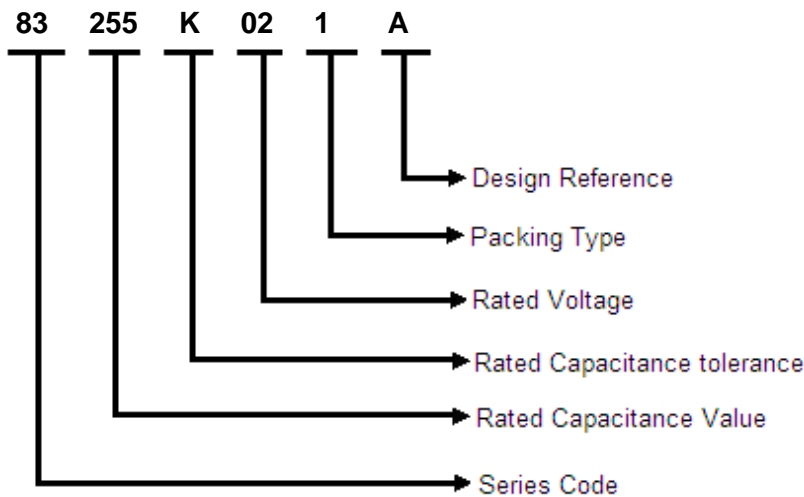 83 255 K 02 1 A
Design Reference
Packing Type
Rated Voltage
Rated Capacitance tolerance
Rated Capacitance Value
Series Code